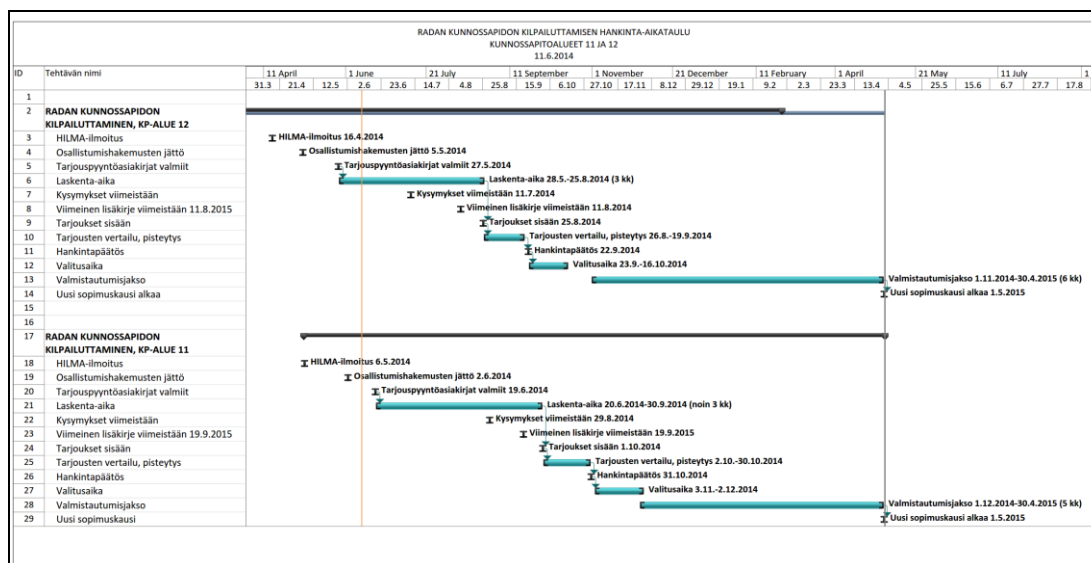 RADAN KUNNOSSAPIDON KILPAILUTTAMISEN HANKINTA-AIKATAULU
KUNNOSSAPITOALUEET 11 JA 12
11.6.2014
ID Tehtävän nimi 11 April 1 June 21 July 11 September 1 November 21 December 11 February 1 April 21 May 11 July 1
31.3 21.4 12.5 2.6 23.6 14.7 4.8 25.8 15.9 6.10 27.10 17.11 8.12 29.12 19.1 9.2 2.3 23.3 13.4 4.5 25.5 15.6 6.7 27.7 17.8
1
2 RADAN KUNNOSSAPIDON
KILPAILUTTAMINEN, KP-ALUE 12
3 HILMA-ilmoitus HILMA-ilmoitus 16.4.2014
4 Osallistumishakemusten jättö Osallistumishakemusten jättö 5.5.2014
5 Tarjouspyyntöasiakirjat valmiit Tarjouspyyntöasiakirjat valmiit 27.5.2014
6 Laskenta-aika Laskenta-aika 28.5.-25.8.2014 (3 kk)
7 Kysymykset viimeistään Kysymykset viimeistään 11.7.2014
8 Viimeinen lisäkirje viimeistään 11.8.2015 Viimeinen lisäkirje viimeistään 11.8.2014
9 Tarjoukset sisään Tarjoukset sisään 25.8.2014
10 Tarjousten vertailu, pisteytys Tarjousten vertailu, pisteytys 26.8.-19.9.2014
11 Hankintapäätös Hankintapäätös 22.9.2014
12 Valitusaika Valitusaika 23.9.-16.10.2014
13 Valmistautumisjakso Valmistautumisjakso 1.11.2014-30.4.2015 (6 kk)
14 Uusi sopimuskausi alkaa Uusi sopimuskausi alkaa 1.5.2015
15
16
17 RADAN KUNNOSSAPIDON
KILPAILUTTAMINEN, KP-ALUE 11
18 HILMA-ilmoitus HILMA-ilmoitus 6.5.2014
19 Osallistumishakemusten jättö Osallistumishakemusten jättö 2.6.2014
20 Tarjouspyyntöasiakirjat valmiit Tarjouspyyntöasiakirjat valmiit 19.6.2014
21 Laskenta-aika Laskenta-aika 20.6.2014-30.9.2014 (noin 3 kk)
22 Kysymykset viimeistään Kysymykset viimeistään 29.8.2014
23 Viimeinen lisäkirje viimeistään 19.9.2015 Viimeinen lisäkirje viimeistään 19.9.2015
24 Tarjoukset sisään Tarjoukset sisään 1.10.2014
25 Tarjousten vertailu, pisteytys Tarjousten vertailu, pisteytys 2.10.-30.10.2014
26 Hankintapäätös Hankintapäätös 31.10.2014
27 Valitusaika Valitusaika 3.11.-2.12.2014
28 Valmistautumisjakso Valmistautumisjakso 1.12.2014-30.4.2015 (5 kk)
29 Uusi sopimuskausi Uusi sopimuskausi alkaa 1.5.2015